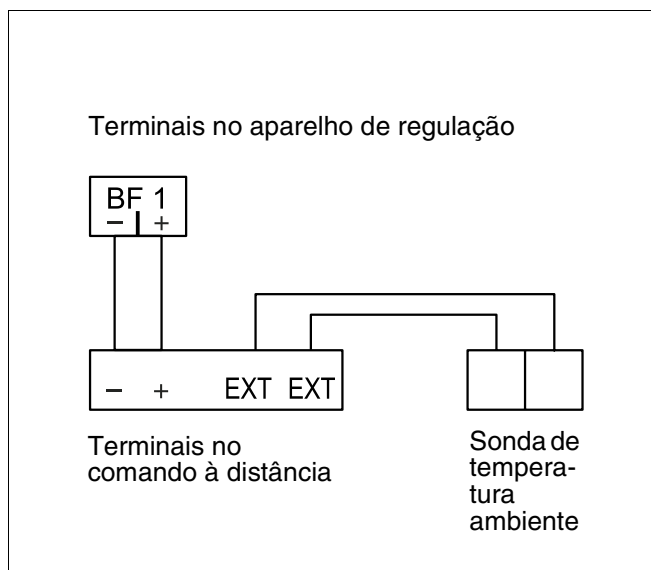 Terminais no aparelho de regulação
BF 1
– +
– + EXT EXT
Terminais no
comando à distância
Sonda de
tempera-
tura
ambiente